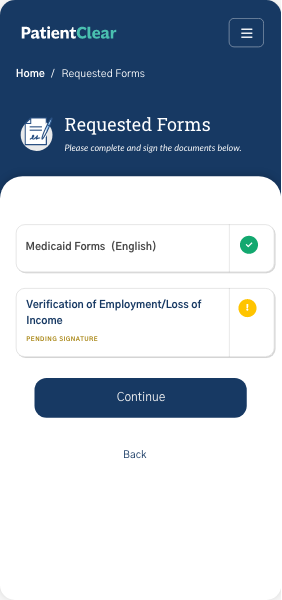 PatientClear
Home / Requested Forms
Requested Forms
Please complete and sign the documents below.
Medicaid Forms (English)
Verification of Employment/Loss of
Income
PENDING SIGNATURE
!
Continue
Back